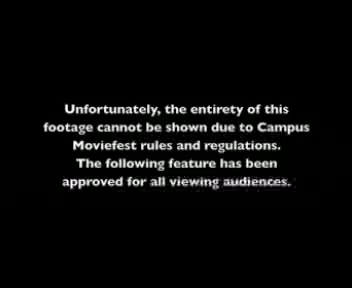 Unfortunately, the entirety of this
footage cannot be shown due to Campus
Moviefest rules and regulations.
The following feature has been
approved for all viewing audiences.